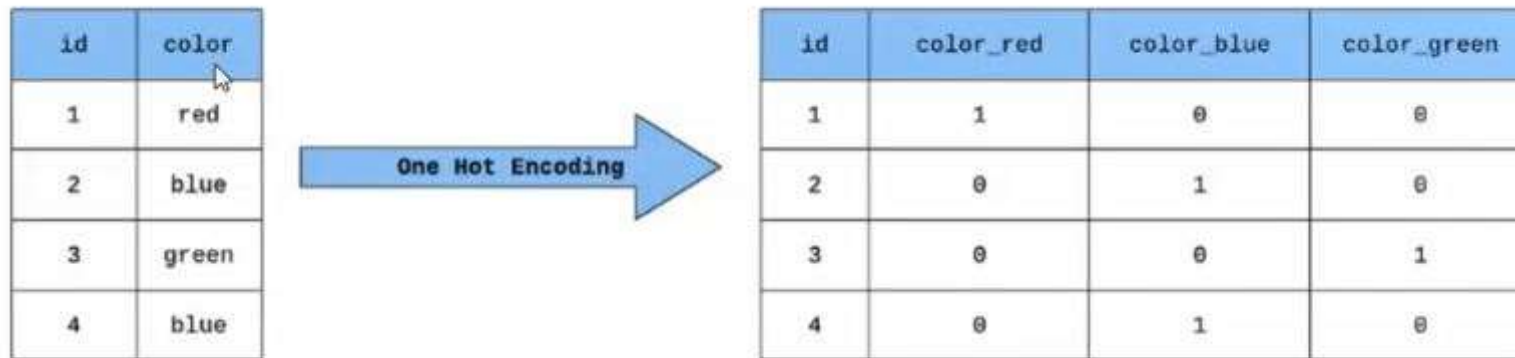 id color
1 red
2 blue
3 green
4 blue
One Hot Encoding
id color_red color_blue color_green
1 1 0 0
2 0 1 0
3 0 0 1
4 0 1 0